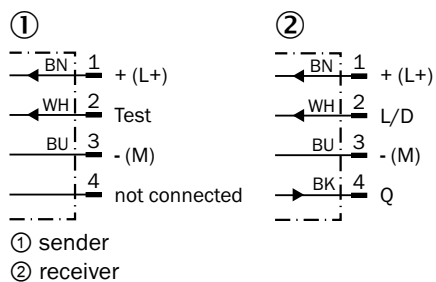 ①
BN 1 + (L+)
WH 2 Test
BU 3 - (M)
4 not connected
②
BN 1 + (L+)
WH 2 L/D
BU 3 - (M)
BK 4 Q
① sender
② receiver